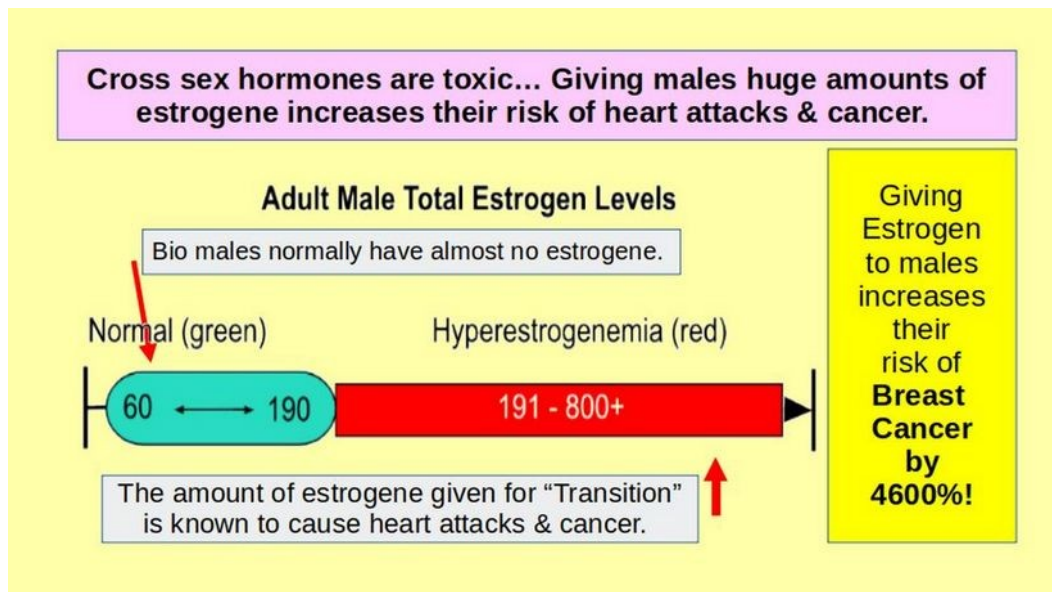 Cross sex hormones are toxic... Giving males huge amounts of
estrogene increases their risk of heart attacks & cancer.
Adult Male Total Estrogen Levels
Bio males normally have almost no estrogene.
Normal (green)
Hyperestrogenemia (red)
60
190
191 - 800+
The amount of estrogene given for “Transition”
is known to cause heart attacks & cancer.
Giving
Estrogen
to males
increases
their
risk of
Breast
Cancer
by
4600%!